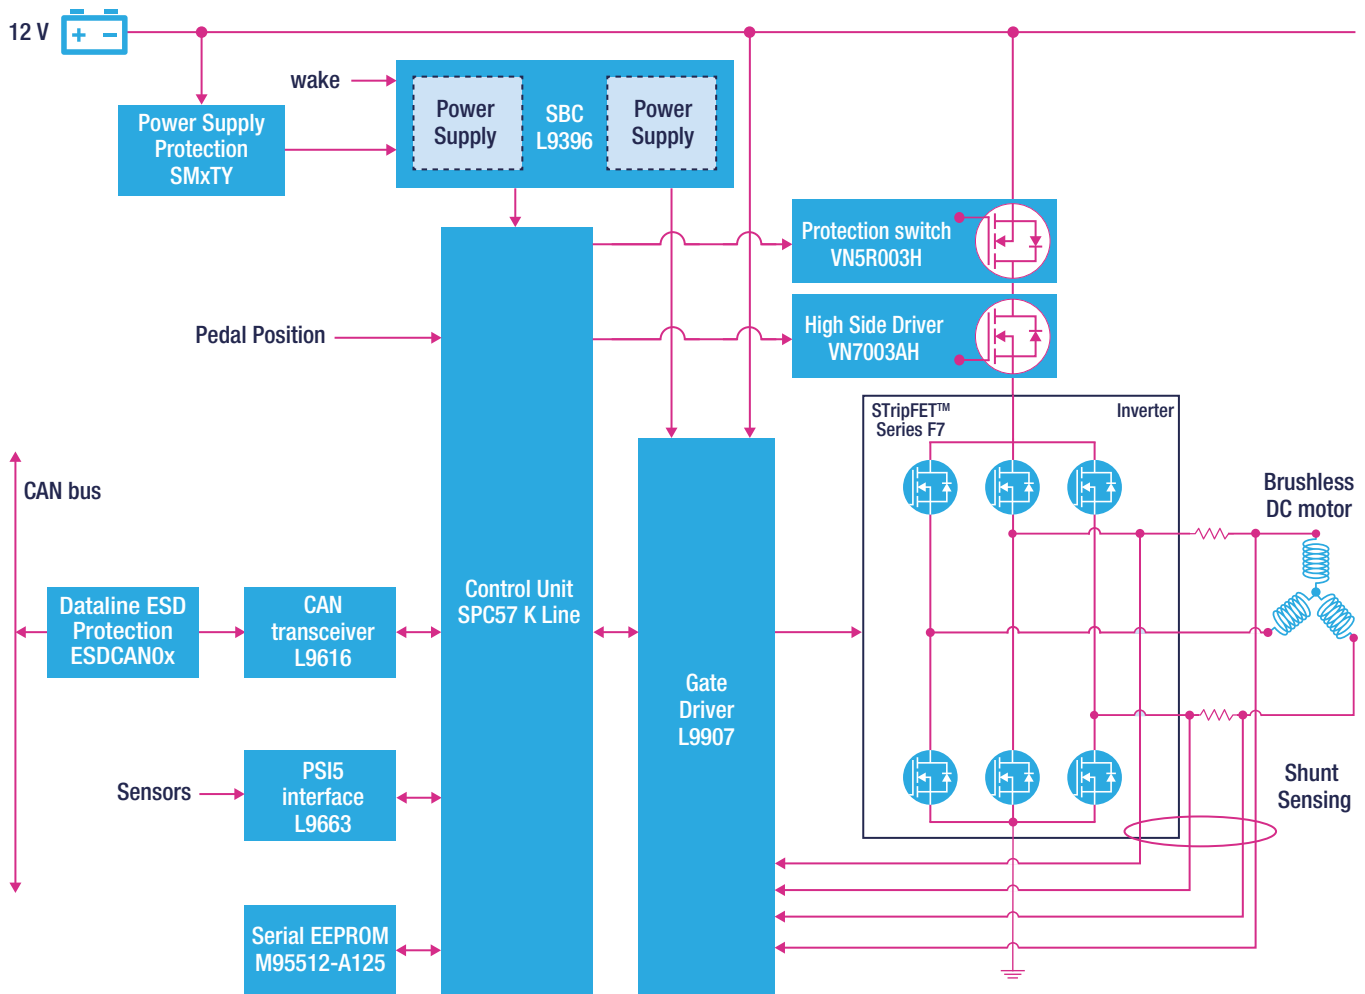 12 V
wake
Power Supply
Protection
SMxTY
Power
Supply
SBC
L9396
Power
Supply
Protection switch
VN5R003H
High Side Driver
VN7003AH
Pedal Position
STripFET™
Series F7
Inverter
CAN bus
Brushless
DC motor
Dataline ESD
Protection
ESDCAN0x
CAN
transceiver
L9616
Control Unit
SPC57 K Line
Gate
Driver
L9907
Sensors
PSI5
interface
L9663
Shunt
Sensing
Serial EEPROM
M95512-A125